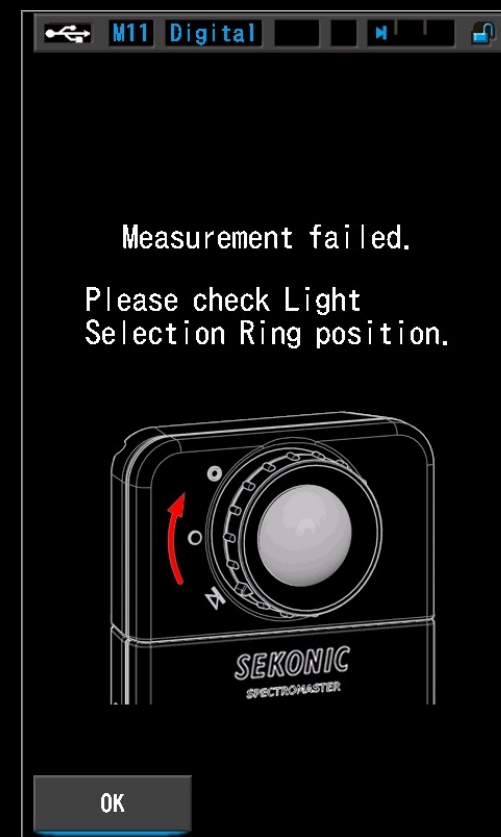 M11 Digital
Measurement failed.
Please check Light
Selection Ring position.
SEKONIC
SPECTROMASTER
OK